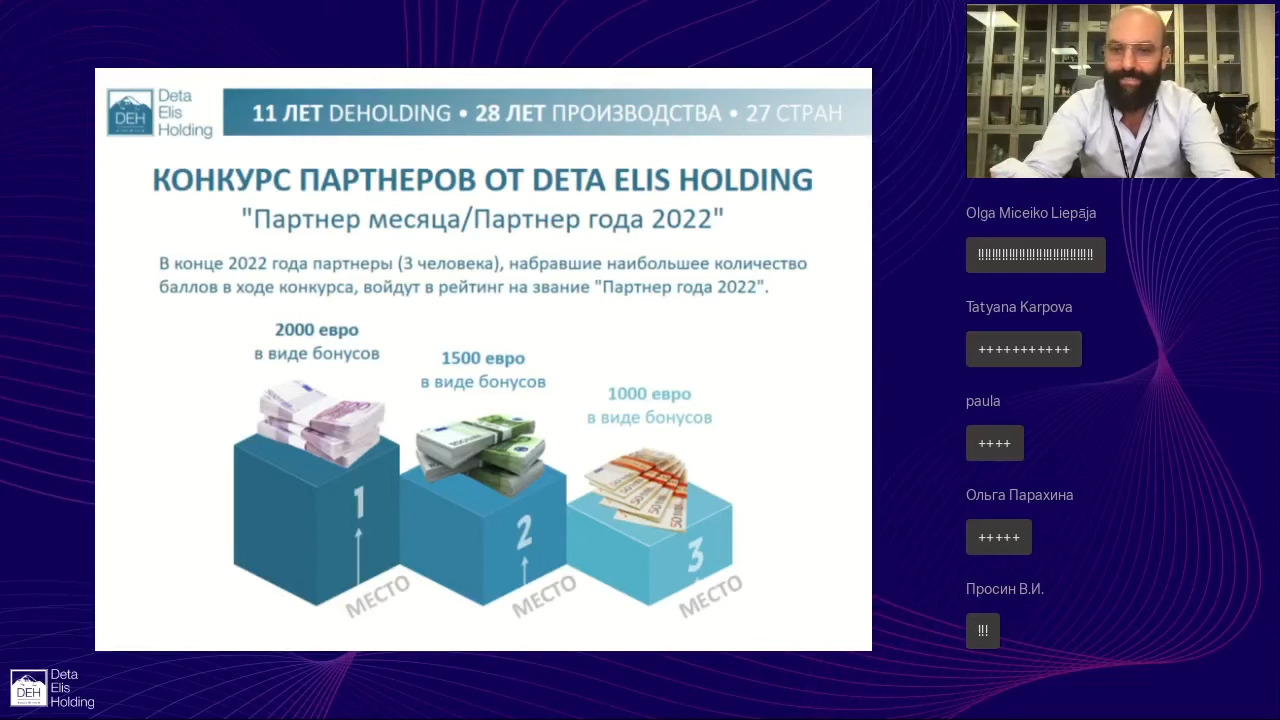 Deta
Elis
Holding
DEH
11 ЛЕТ DEHOLDING • 28 ЛЕТ ПРОИЗВОДСТВА • 27 СТРАН
КОНКУРС ПАРТНЕРОВ ОТ DETA ELIS HOLDING
"Партнер месяца/Партнер года 2022"
В конце 2022 года партнеры (3 человека), набравшие наибольшее количество
баллов в ходе конкурса, войдут в рейтинг на звание "Партнер года 2022".
2000 евро
в виде бонусов
1500 евро
в виде бонусов
1000 евро
в виде бонусов
1
2
3
МЕСТО
МЕСТО
МЕСТО
Olga Miceiko Liepāja
!!!!!!!!!!!!!!!!!!!!!!!!!!!!!!!!!!
Tatyana Karpova
+++++++++++
paula
++++
Ольга Парахина
+++++
Просин В.И.
!!!
DEH
Deta
Elis
Holding